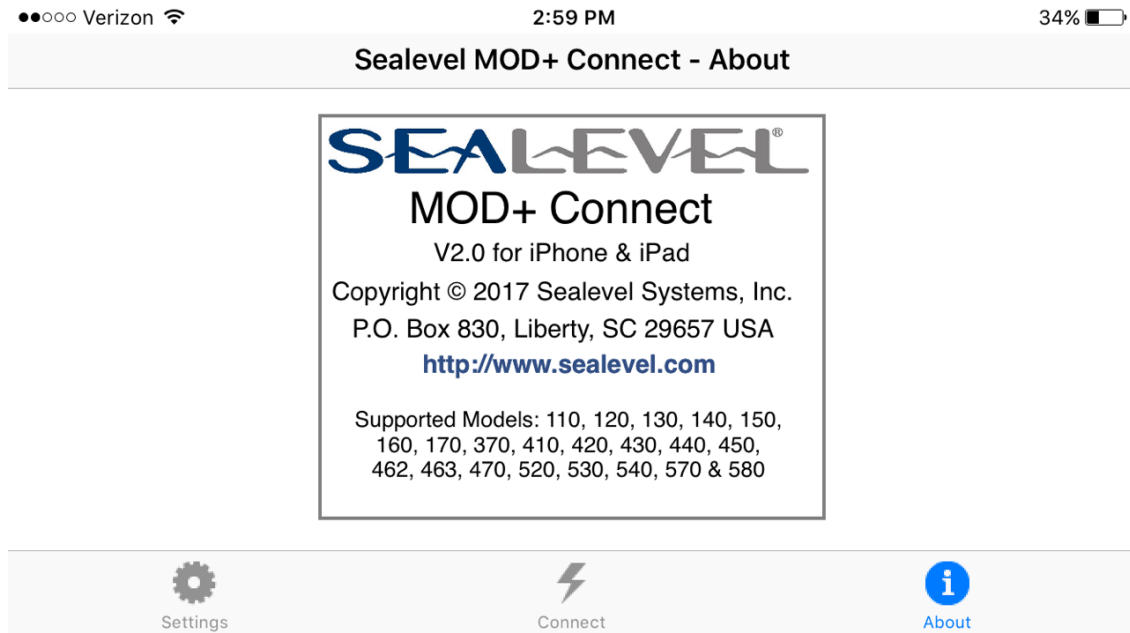 ●●○○○ Verizon 2:59 PM 34%
Sealevel MOD+ Connect - About
SEALEVEL®
MOD+ Connect
V2.0 for iPhone & iPad
Copyright © 2017 Sealevel Systems, Inc.
P.O. Box 830, Liberty, SC 29657 USA
http://www.sealevel.com
Supported Models: 110, 120, 130, 140, 150,
160, 170, 370, 410, 420, 430, 440, 450,
462, 463, 470, 520, 530, 540, 570 & 580
Settings Connect About